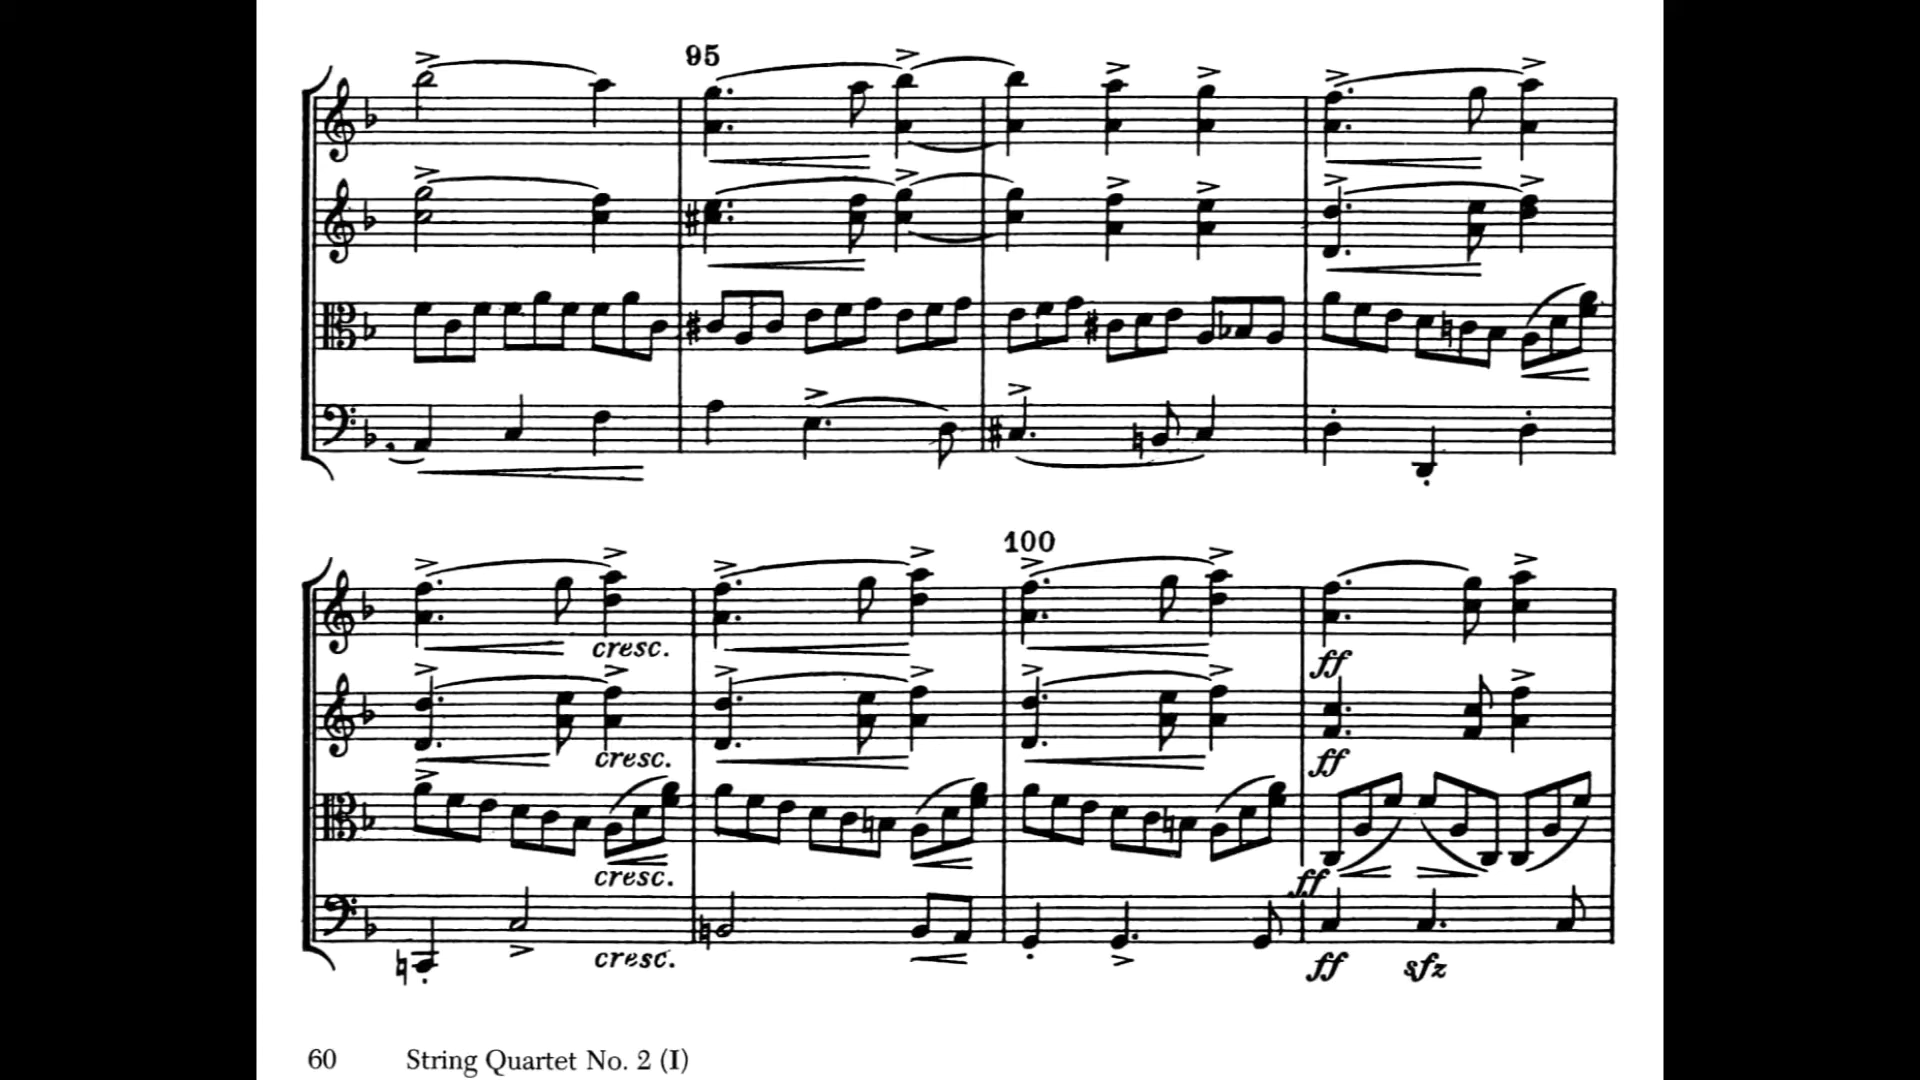 95
100
cresc.
cresc.
cresc.
cresc.
ff
ff
ff
ff sfz
60 String Quartet No. 2 (I)